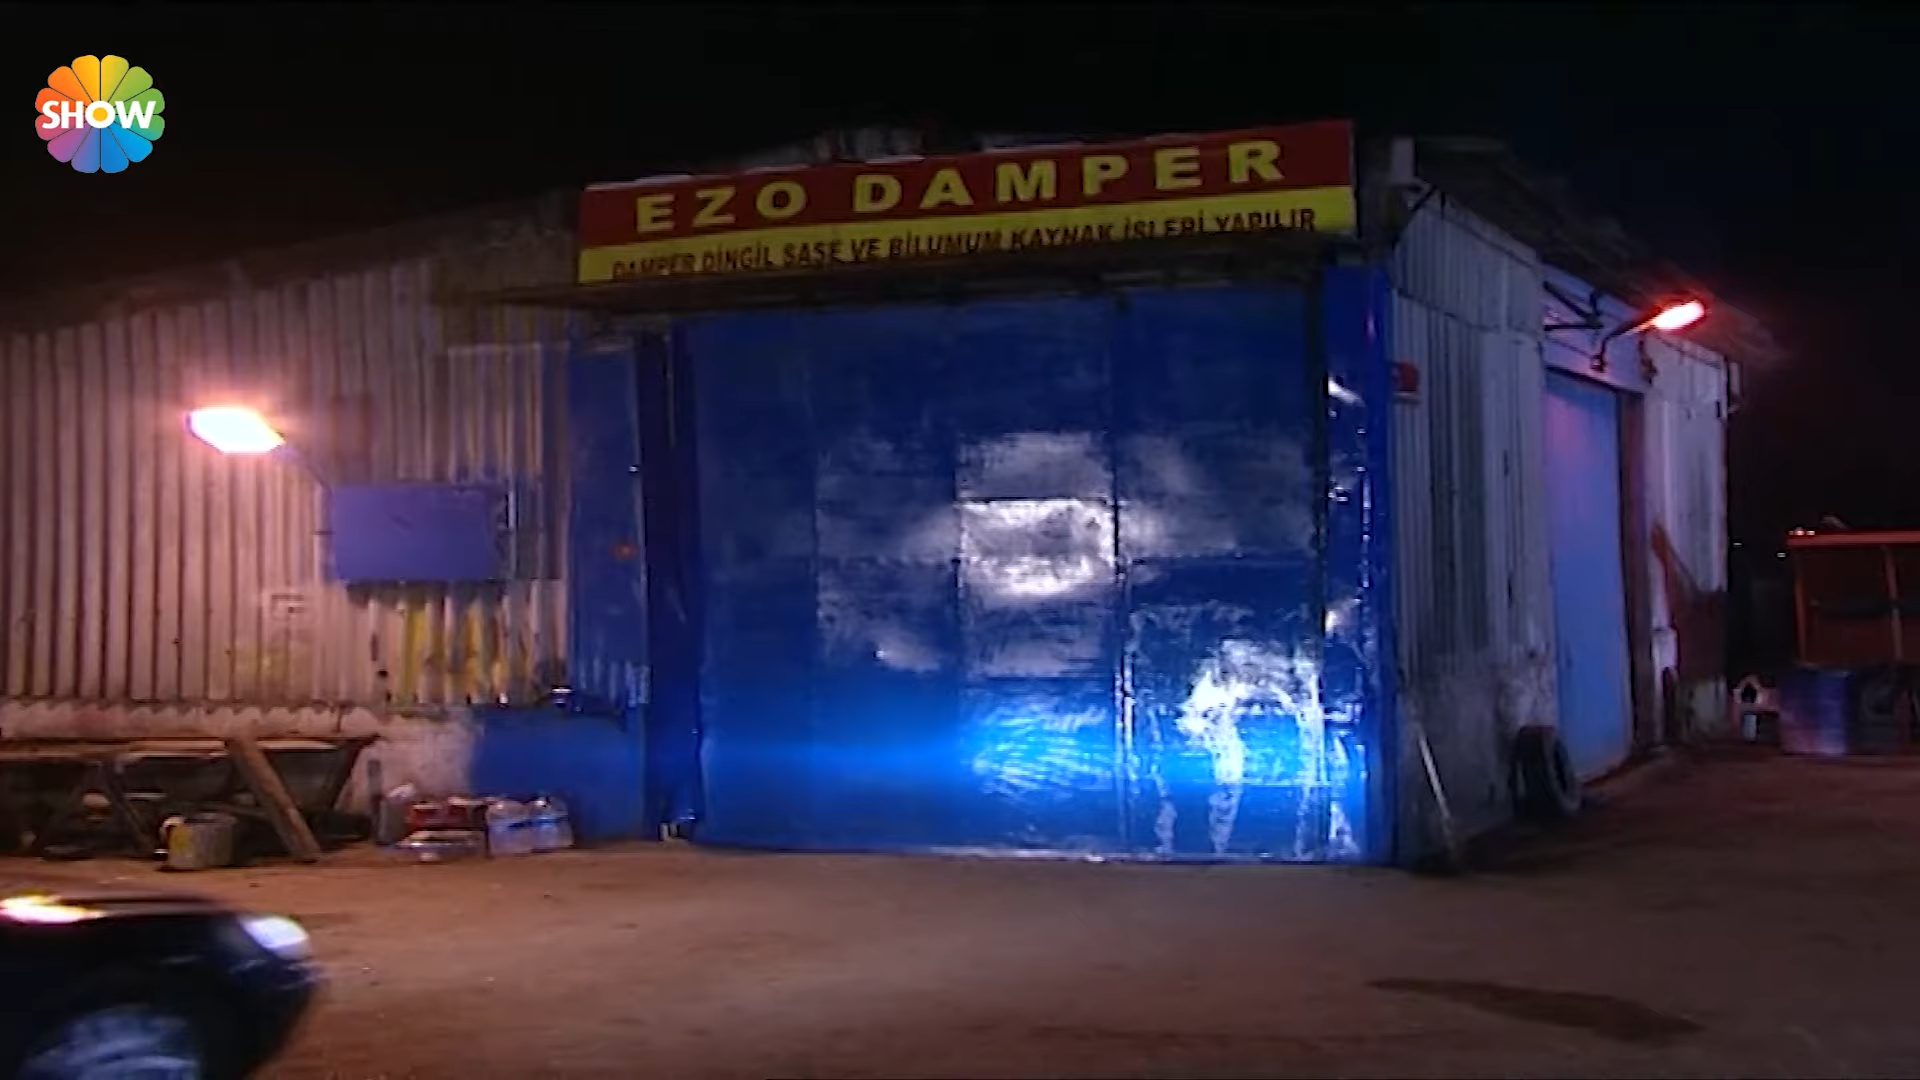 SHOW
EZO DAMPER
DAMPER DİNGİL ŞASE VE BİLUMUM KAYNAK İŞLERİ YAPILIR